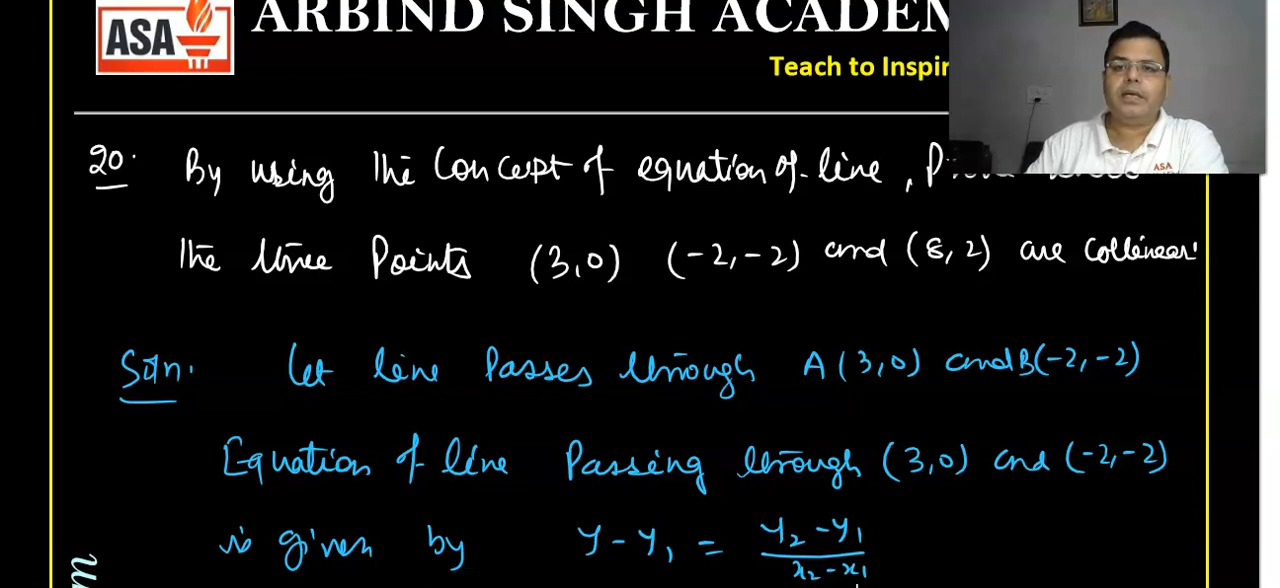 ASA
ARBIND SINGH ACADEM
Teach to Inspir
20. By using the Concept of equation of line,
the three Points (3,0) (-2,-2) and (8,2) are Collinear.
Soln. Let line Passes through A(3,0) and B(-2,-2)
Equation of line Passing through (3,0) and (-2,-2)
is given by y - y₁ = y₂ - y₁ / x₂ - x₁
ASA